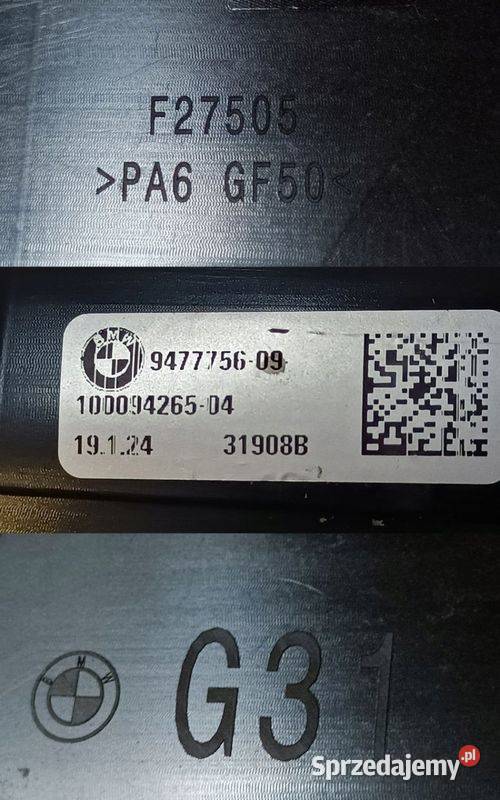 F27505
>PA6 GF50<
BMW
9477756-09
100094265-04
19.1.24 31908B
BMW
G31
Sprzedajemy.pl